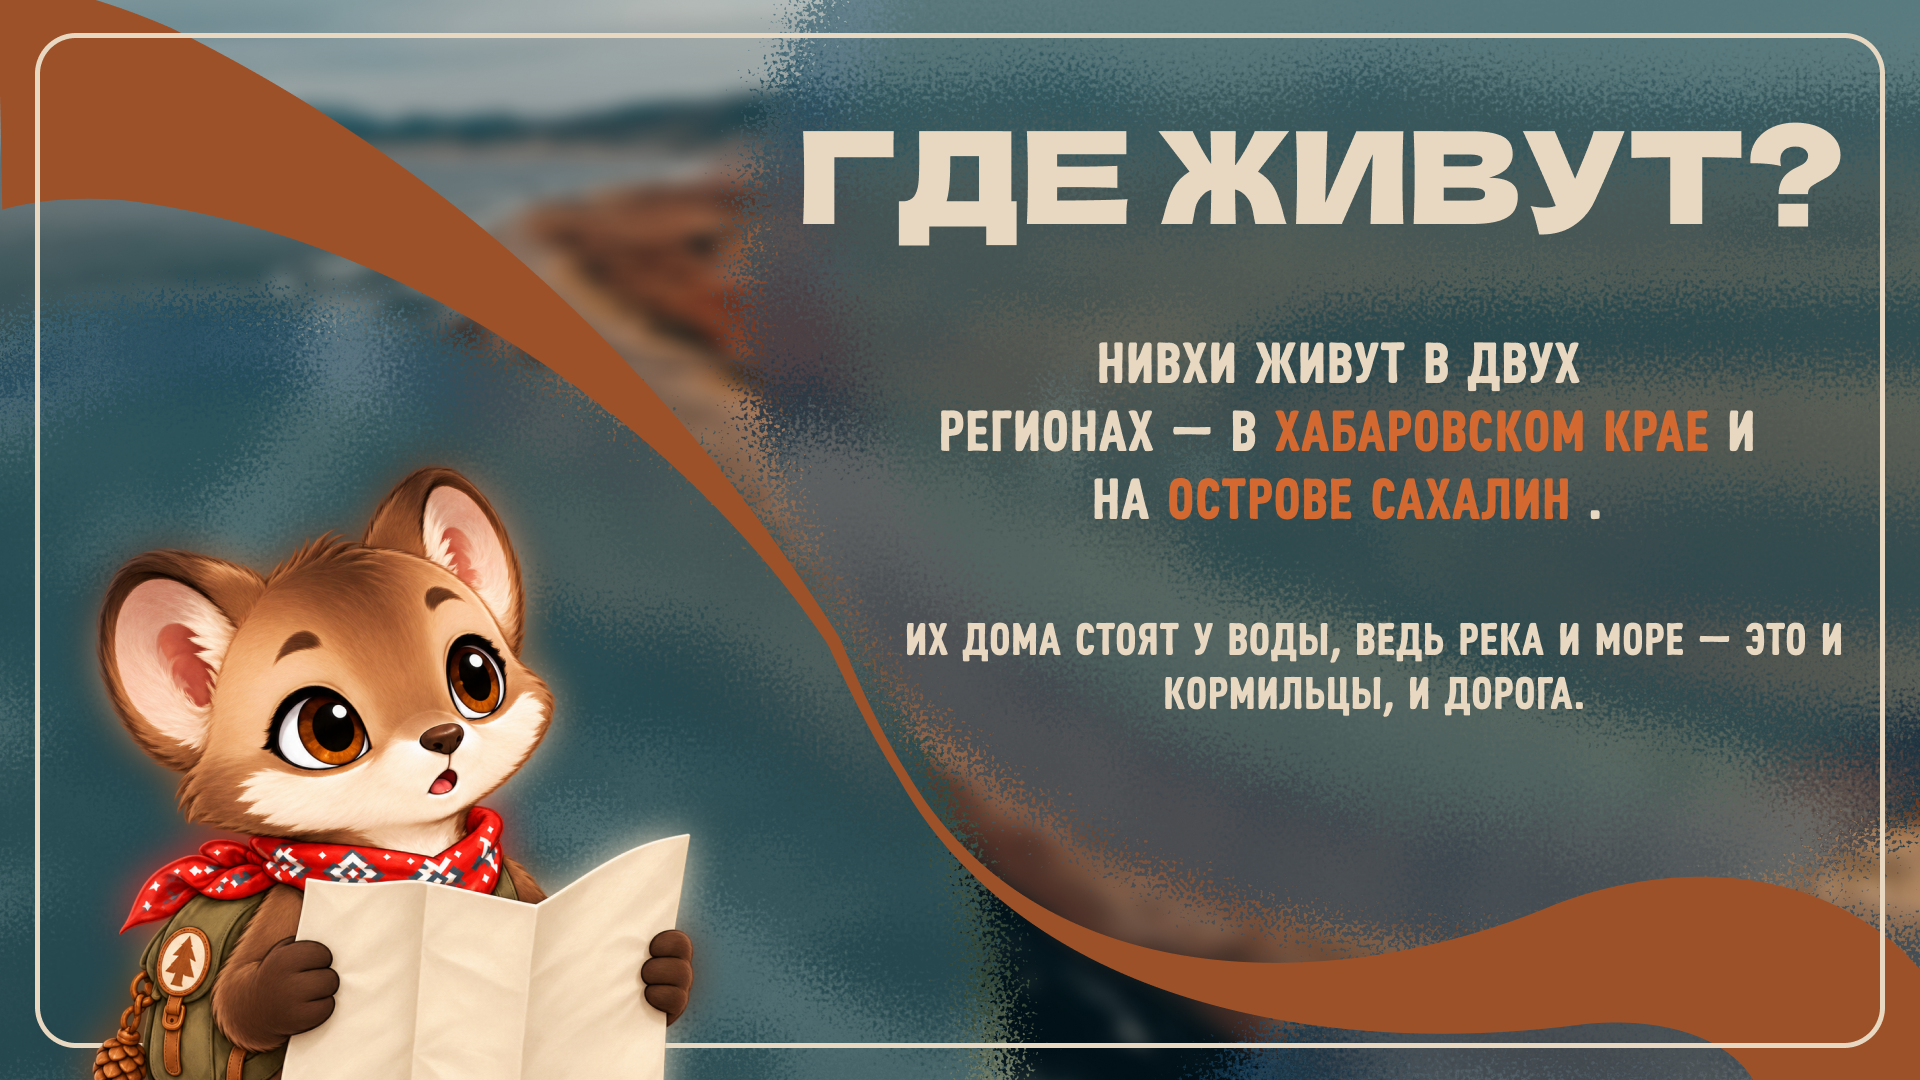 ГДЕ ЖИВУТ?
НИВХИ ЖИВУТ В ДВУХ
РЕГИОНАХ — В ХАБАРОВСКОМ КРАЕ И
НА ОСТРОВЕ САХАЛИН .
ИХ ДОМА СТОЯТ У ВОДЫ, ВЕДЬ РЕКА И МОРЕ — ЭТО И
КОРМИЛЬЦЫ, И ДОРОГА.